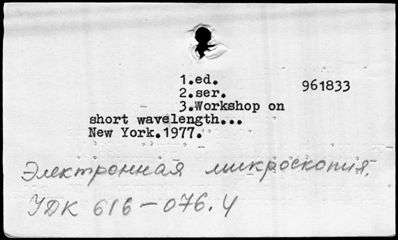 1.ed.
2.ser. 961833
3.Workshop on
short wavelength...
New York.1977.
Электронная микроскопия.
УДК 616-076.4